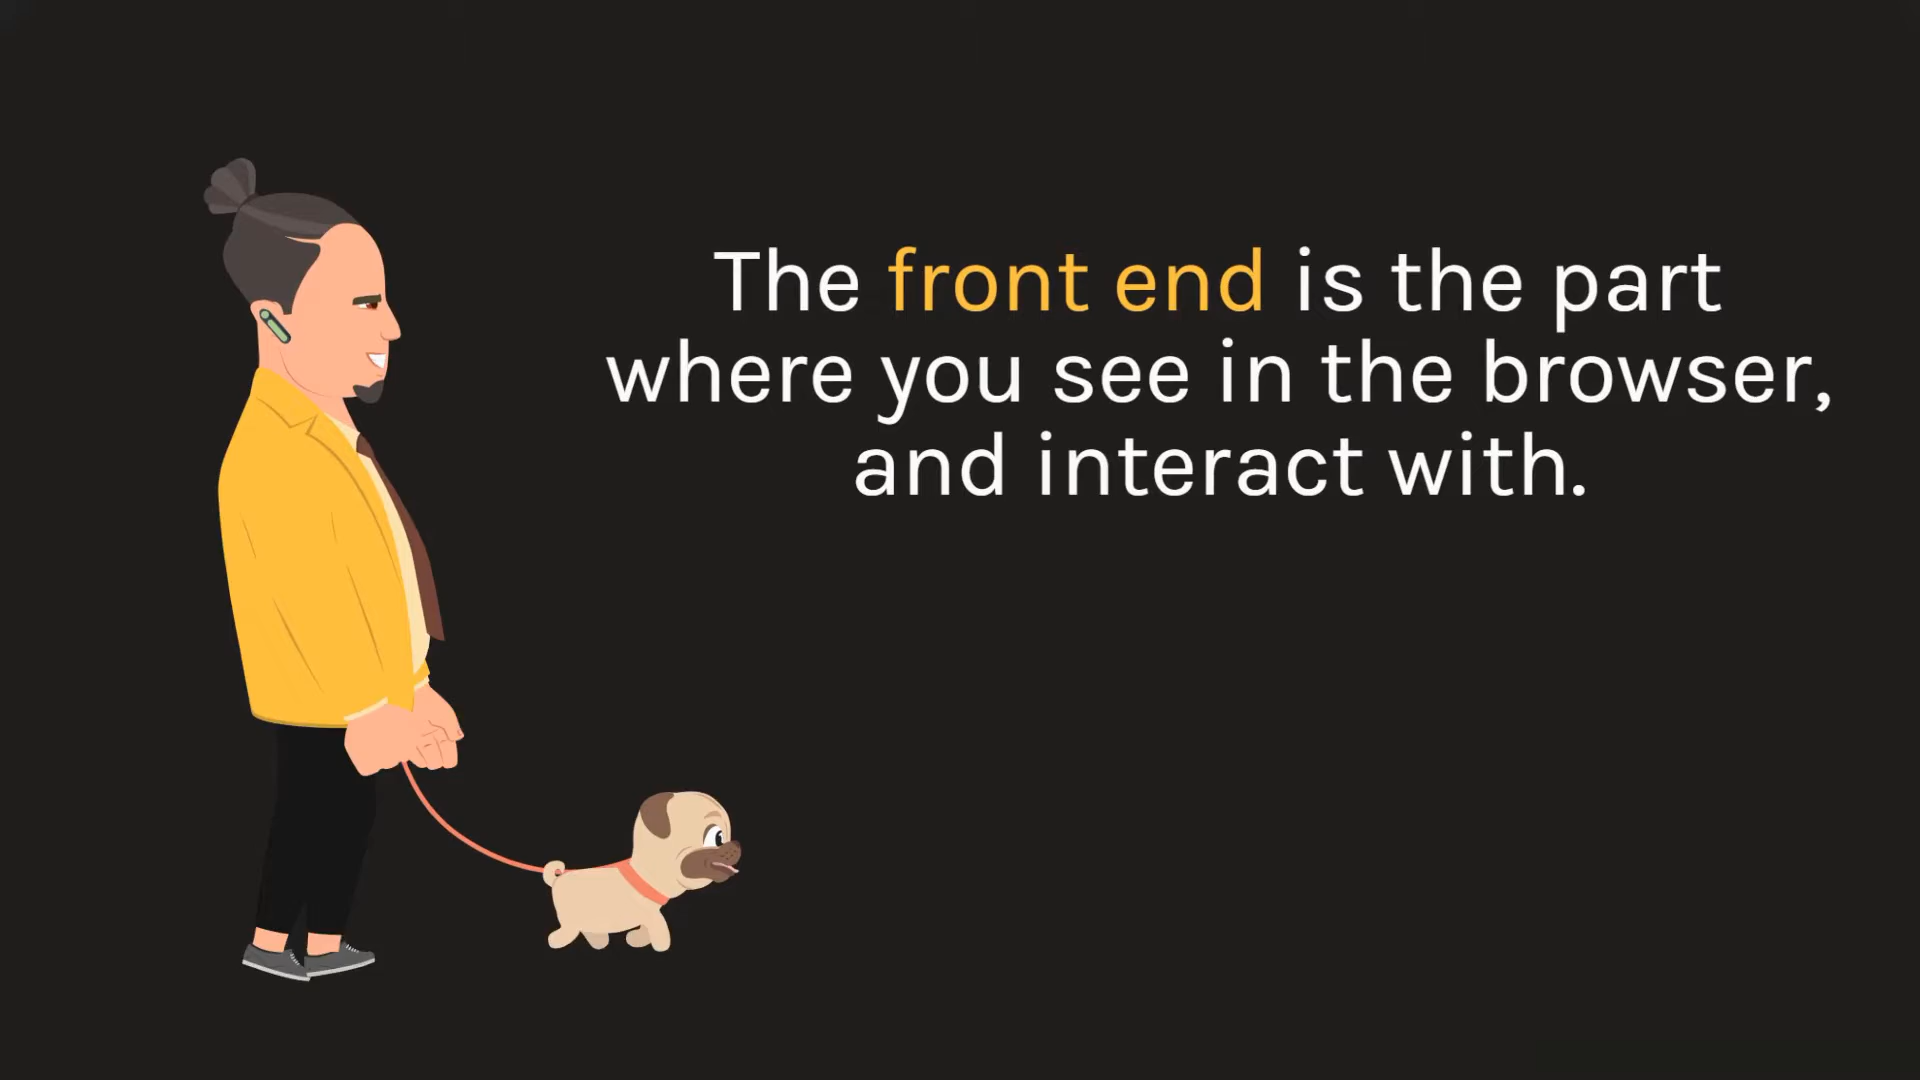 The front end is the part
where you see in the browser,
and interact with.